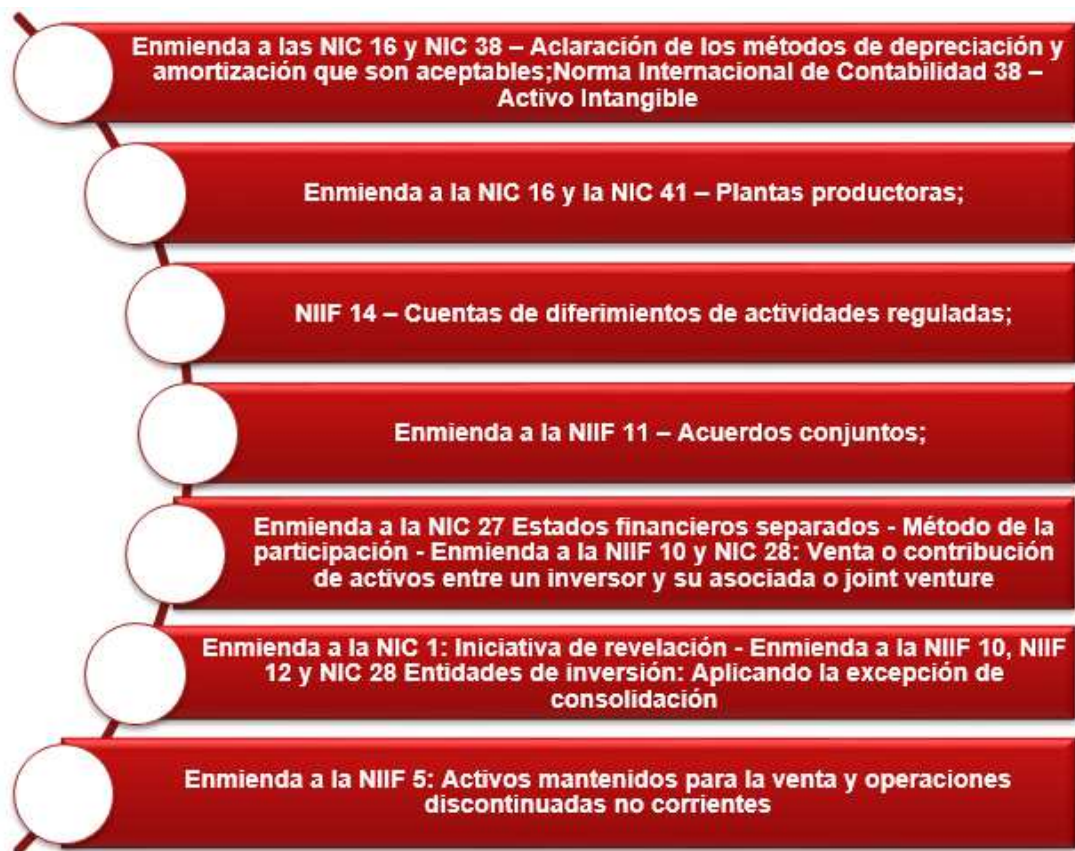 Enmienda a las NIC 16 y NIC 38 – Aclaración de los métodos de depreciación y
amortización que son aceptables;Norma Internacional de Contabilidad 38 –
Activo Intangible
Enmienda a la NIC 16 y la NIC 41 – Plantas productoras;
NIIF 14 – Cuentas de diferimientos de actividades reguladas;
Enmienda a la NIIF 11 – Acuerdos conjuntos;
Enmienda a la NIC 27 Estados financieros separados - Método de la
participación - Enmienda a la NIIF 10 y NIC 28: Venta o contribución
de activos entre un inversor y su asociada o joint venture
Enmienda a la NIC 1: Iniciativa de revelación - Enmienda a la NIIF 10, NIIF
12 y NIC 28 Entidades de inversión: Aplicando la excepción de
consolidación
Enmienda a la NIIF 5: Activos mantenidos para la venta y operaciones
discontinuadas no corrientes